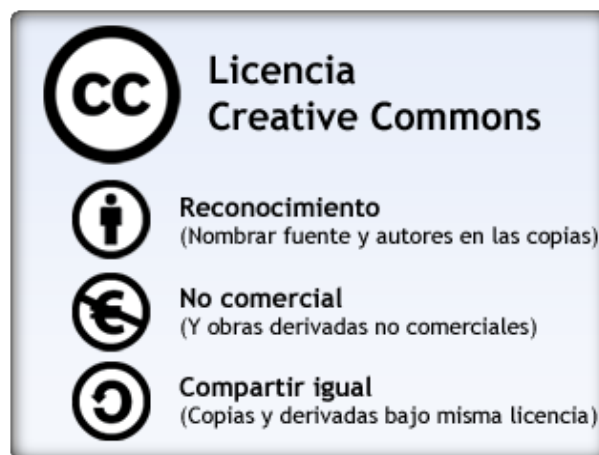 cc
Licencia
Creative Commons
Reconocimiento
(Nombrar fuente y autores en las copias)
€
No comercial
(Y obras derivadas no comerciales)
Compartir igual
(Copias y derivadas bajo misma licencia)